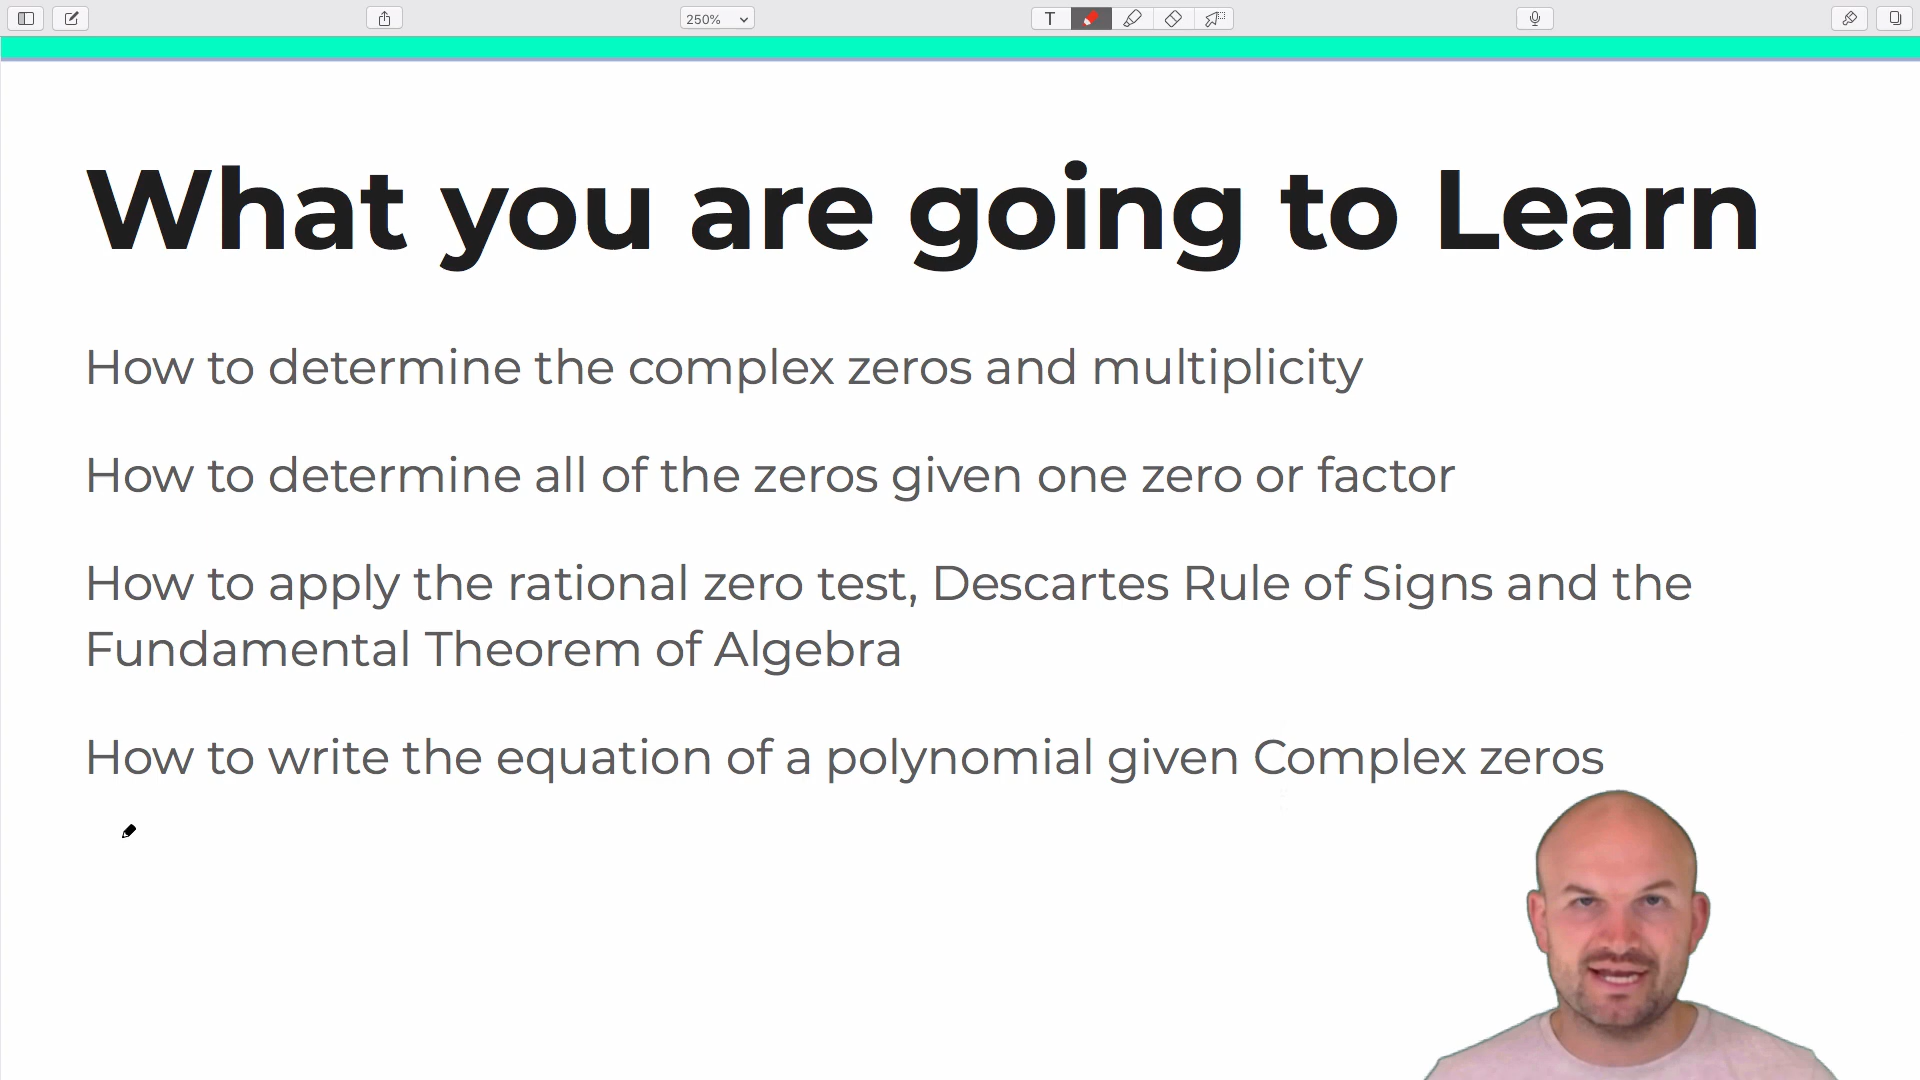 250%
T
What you are going to Learn
How to determine the complex zeros and multiplicity
How to determine all of the zeros given one zero or factor
How to apply the rational zero test, Descartes Rule of Signs and the
Fundamental Theorem of Algebra
How to write the equation of a polynomial given Complex zeros